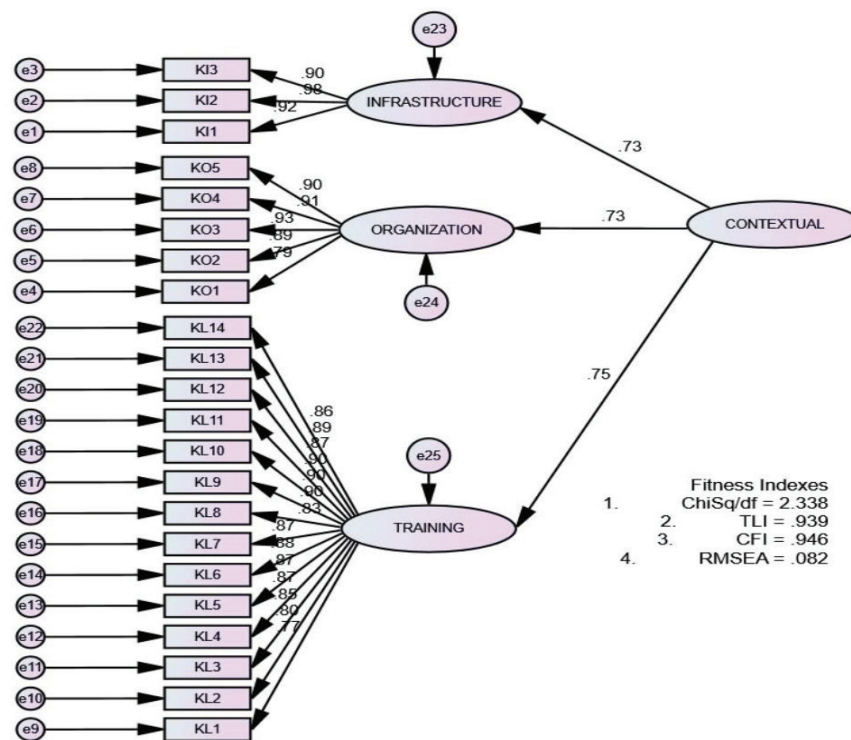 e23
e3 KI3 .90
e2 KI2 .98 INFRASTRUCTURE
e1 KI1 .92
.73
e8 KO5 .90
e7 KO4 .91
e6 KO3 .93 ORGANIZATION .73 CONTEXTUAL
e5 KO2 .89
e4 KO1 .79
e24
e22 KL14
e21 KL13
e20 KL12
.75
e19 KL11 .86
.89
e18 KL10 .87
.90
e17 KL9 .90
.90
e16 KL8 .83
e25
TRAINING
e15 KL7 .87
.88
e14 KL6 .87
e13 KL5 .87
.85
e12 KL4 .80
.77
e11 KL3
e10 KL2
e9 KL1
Fitness Indexes
1. ChiSq/df = 2.338
2. TLI = .939
3. CFI = .946
4. RMSEA = .082